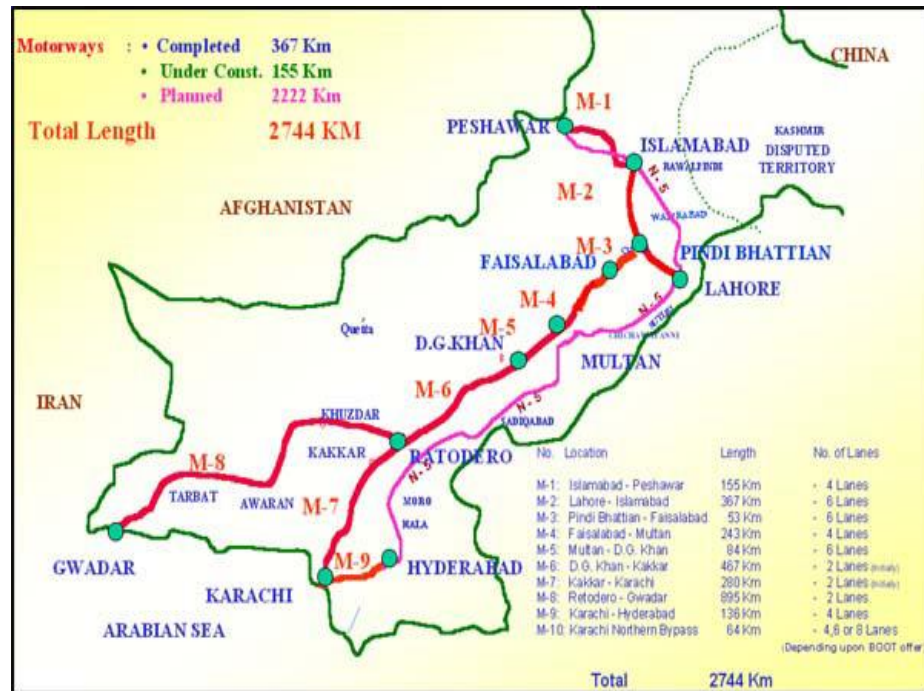 Motorways : • Completed 367 Km
• Under Const. 155 Km
• Planned 2222 Km
Total Length 2744 KM
CHINA
M-1
PESHAWAR
ISLAMABAD
RAWALPINDI
KASHMIR
DISPUTED
TERRITORY
M-2
N-5
AFGHANISTAN
WAZIRABAD
M-3
PINDI BHATTIAN
FAISALABAD
LAHORE
M-4
N-5
Quetta
M-5
D.G.KHAN
MULTAN
IRAN
M-6
N-5
SADIQABAD
KHUZDAR
KAKKAR
RATODERO
M-8
N-5
TARBAT
AWARAN
M-7
MORO
HALA
M-9
GWADAR
HYDERABAD
KARACHI
ARABIAN SEA
No. Location Length No. of Lanes
M-1: Islamabad - Peshawar 155 Km - 4 Lanes
M-2: Lahore - Islamabad 367 Km - 6 Lanes
M-3: Pindi Bhattian - Faisalabad 53 Km - 6 Lanes
M-4: Faisalabad - Multan 243 Km - 4 Lanes
M-5: Multan - D.G. Khan 84 Km - 6 Lanes
M-6: D.G. Khan - Kakkar 467 Km - 2 Lanes (Initially)
M-7: Kakkar - Karachi 280 Km - 2 Lanes (Initially)
M-8: Retodero - Gwadar 895 Km - 2 Lanes
M-9: Karachi - Hyderabad 136 Km - 4 Lanes
M-10: Karachi Northern Bypass 64 Km - 4,6 or 8 Lanes
(Depending upon BOOT offer)
Total 2744 Km